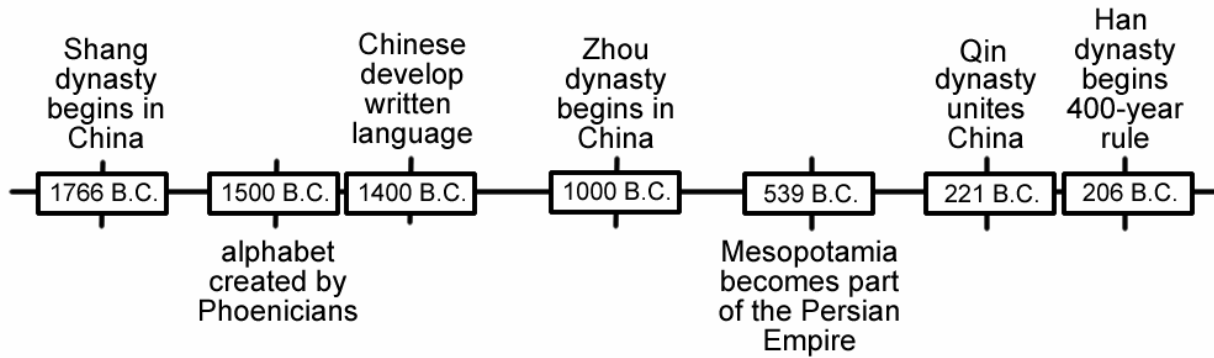 Shang
dynasty
begins in
China
1766 B.C.
1500 B.C.
alphabet
created by
Phoenicians
Chinese
develop
written
language
1400 B.C.
Zhou
dynasty
begins in
China
1000 B.C.
539 B.C.
Mesopotamia
becomes part
of the Persian
Empire
Qin
dynasty
unites
China
221 B.C.
Han
dynasty
begins
400-year
rule
206 B.C.